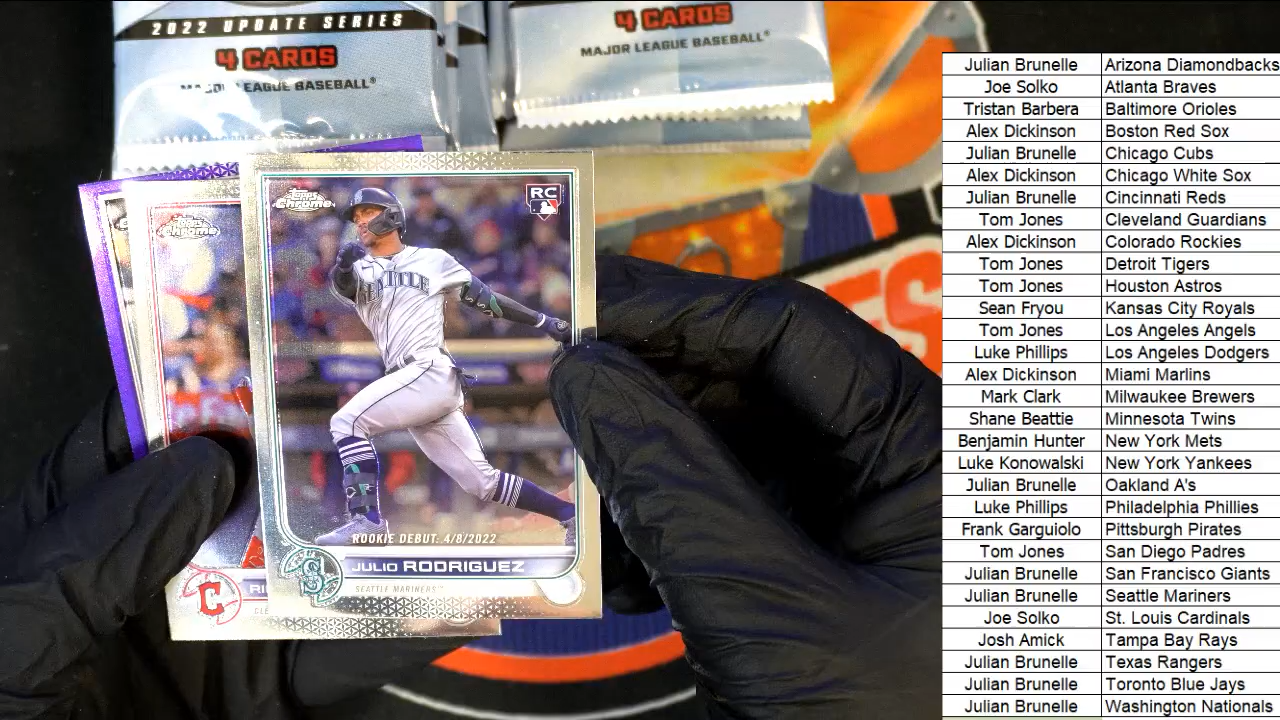 2022 UPDATE SERIES
4 CARDS
MAJOR LEAGUE BASEBALL®
4 CARDS
MAJOR LEAGUE BASEBALL®
Topps Chrome
Topps Chrome
RC
SEATTLE
ROOKIE DEBUT: 4/8/2022
JULIO RODRIGUEZ
SEATTLE MARINERS™
C
Julian Brunelle Arizona Diamondbacks
Joe Solko Atlanta Braves
Tristan Barbera Baltimore Orioles
Alex Dickinson Boston Red Sox
Julian Brunelle Chicago Cubs
Alex Dickinson Chicago White Sox
Julian Brunelle Cincinnati Reds
Tom Jones Cleveland Guardians
Alex Dickinson Colorado Rockies
Tom Jones Detroit Tigers
Tom Jones Houston Astros
Sean Fryou Kansas City Royals
Tom Jones Los Angeles Angels
Luke Phillips Los Angeles Dodgers
Alex Dickinson Miami Marlins
Mark Clark Milwaukee Brewers
Shane Beattie Minnesota Twins
Benjamin Hunter New York Mets
Luke Konowalski New York Yankees
Julian Brunelle Oakland A's
Luke Phillips Philadelphia Phillies
Frank Garguiolo Pittsburgh Pirates
Tom Jones San Diego Padres
Julian Brunelle San Francisco Giants
Julian Brunelle Seattle Mariners
Joe Solko St. Louis Cardinals
Josh Amick Tampa Bay Rays
Julian Brunelle Texas Rangers
Julian Brunelle Toronto Blue Jays
Julian Brunelle Washington Nationals